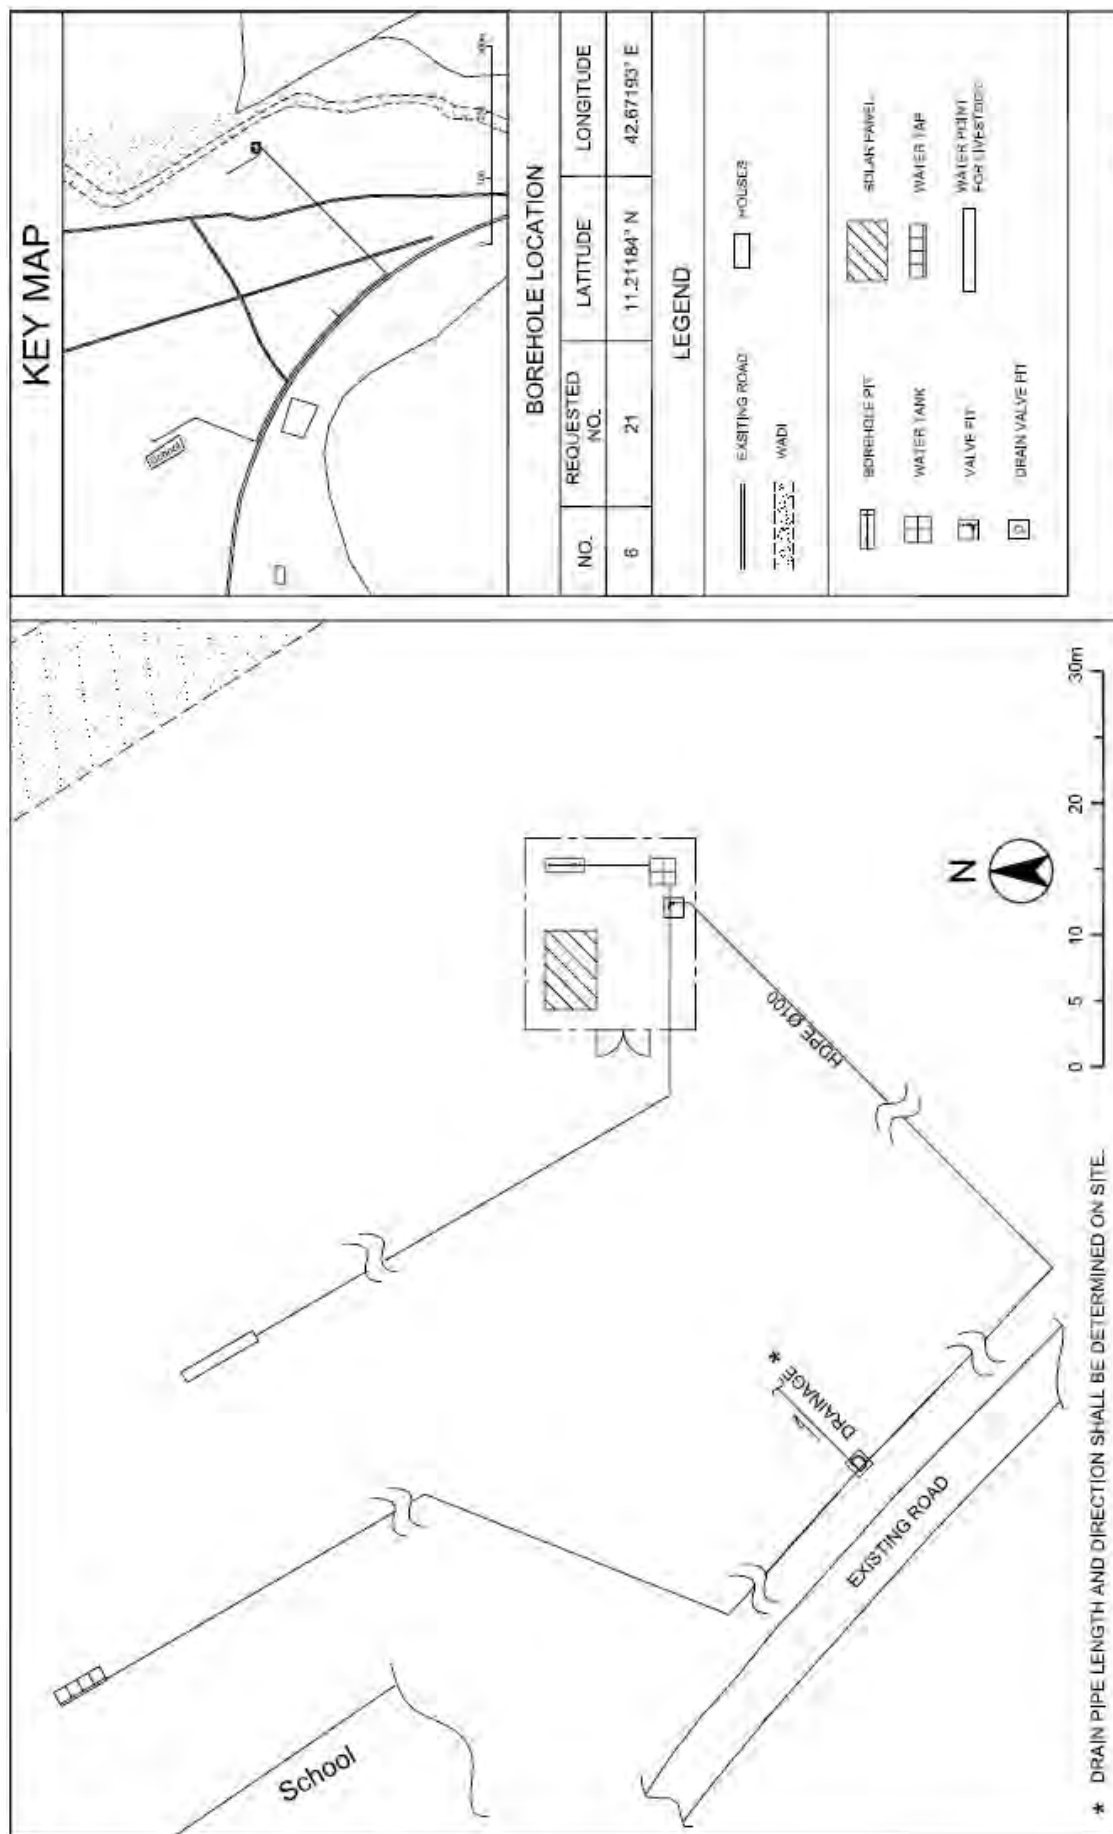 KEY MAP
School
100
300m
BOREHOLE LOCATION
NO.
REQUESTED
NO.
LATITUDE
LONGITUDE
6
21
11.21184° N
42.67193° E
LEGEND
EXSITING ROAD
HOUSES
WADI
BOREHOLE PIT
SOLAR PANEL
WATER TANK
WATER TAP
VALVE PIT
WATER POINT
FOR LIVESTOCK
DRAIN VALVE PIT
P
School
HDPE Ø100
DRAINAGE *
EXISTING ROAD
N
0 5 10 20 30m
* DRAIN PIPE LENGTH AND DIRECTION SHALL BE DETERMINED ON SITE.